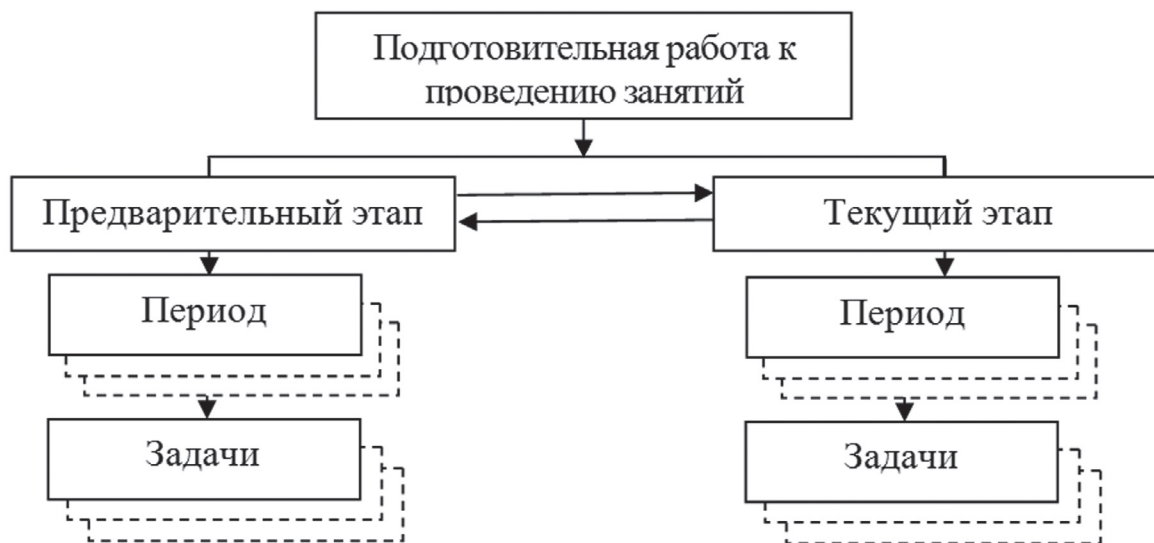 Подготовительная работа к
проведению занятий
Предварительный этап
Текущий этап
Период
Период
Задачи
Задачи